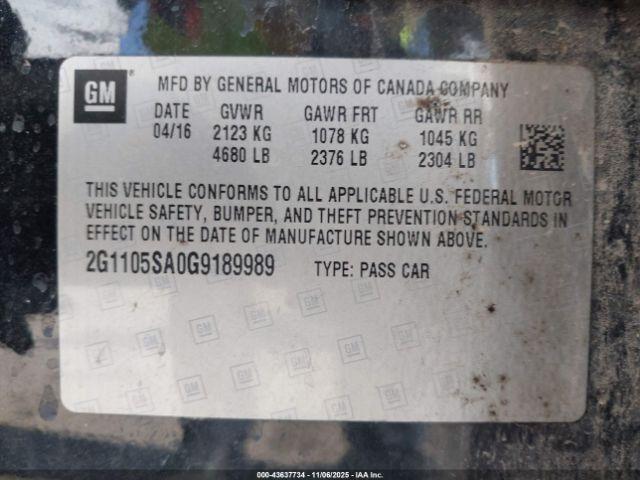 GM
MFD BY GENERAL MOTORS OF CANADA COMPANY
DATE GVWR GAWR FRT GAWR RR
04/16 2123 KG 1078 KG 1045 KG
4680 LB 2376 LB 2304 LB
THIS VEHICLE CONFORMS TO ALL APPLICABLE U.S. FEDERAL MOTOR
VEHICLE SAFETY, BUMPER, AND THEFT PREVENTION STANDARDS IN
EFFECT ON THE DATE OF MANUFACTURE SHOWN ABOVE.
2G1105SA0G9189989 TYPE: PASS CAR
000-43637734 - 11/06/2025 - IAA Inc.